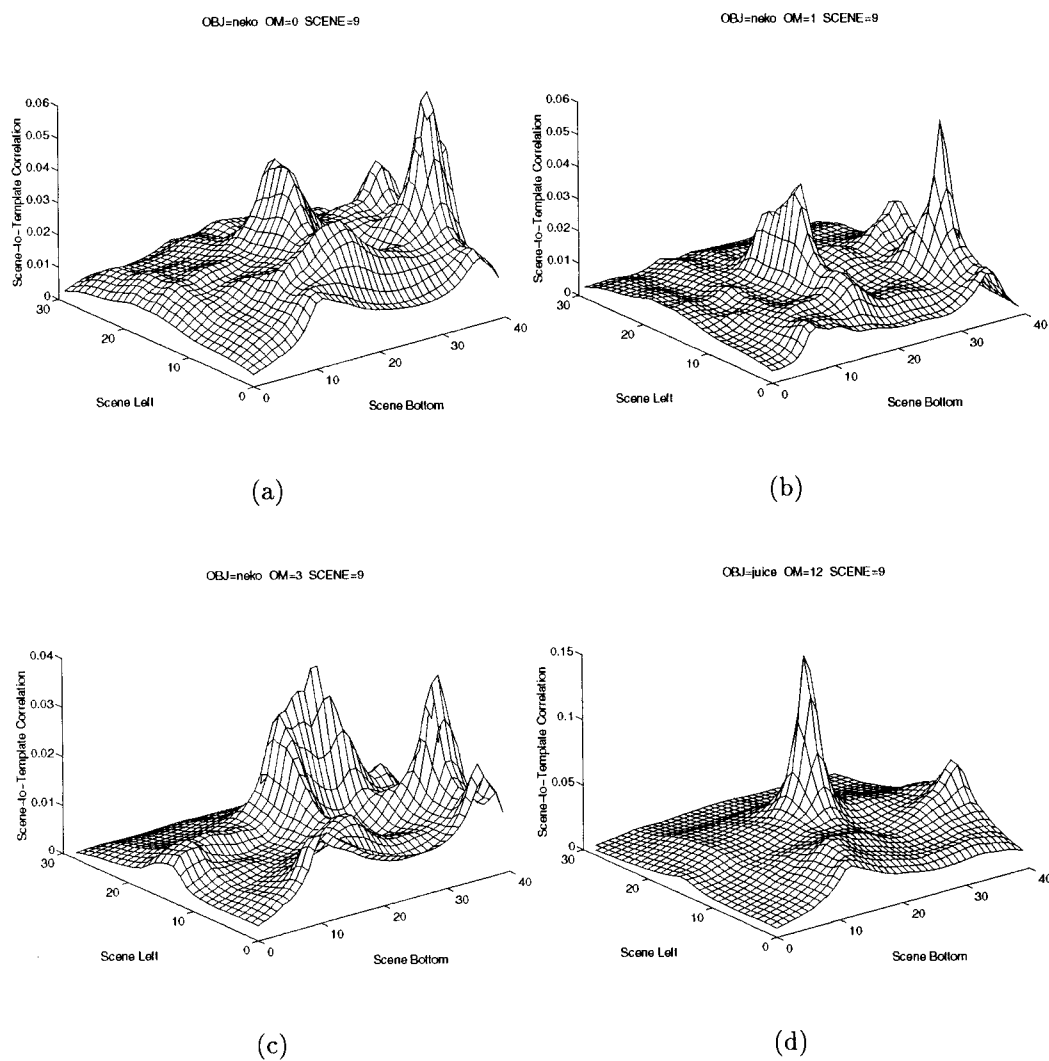 OBJ=neko OM=0 SCENE=9
Scene-to-Template Correlation
0.06
0.05
0.04
0.03
0.02
0.01
0
30
20
10
0
0
10
20
30
40
Scene Left
Scene Bottom
(a)
OBJ=neko OM=1 SCENE=9
Scene-to-Template Correlation
0.06
0.05
0.04
0.03
0.02
0.01
0
30
20
10
0
0
10
20
30
40
Scene Left
Scene Bottom
(b)
OBJ=neko OM=3 SCENE=9
Scene-to-Template Correlation
0.04
0.03
0.02
0.01
0
30
20
10
0
0
10
20
30
40
Scene Left
Scene Bottom
(c)
OBJ=juice OM=12 SCENE=9
Scene-to-Template Correlation
0.15
0.1
0.05
0
30
20
10
0
0
10
20
30
40
Scene Left
Scene Bottom
(d)